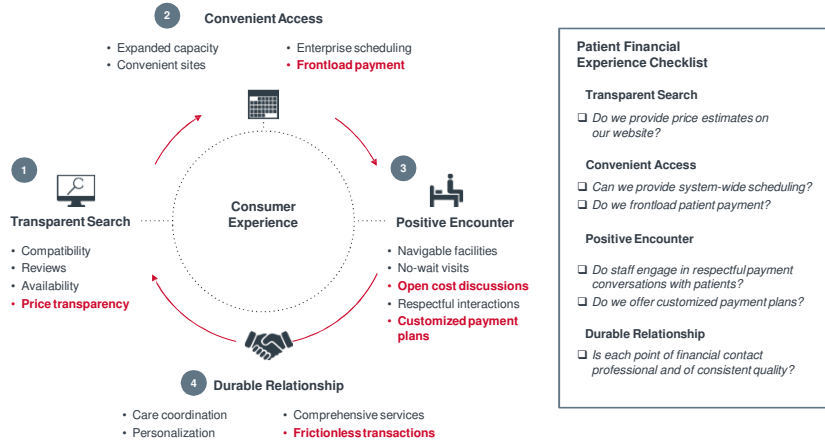 2
Convenient Access
• Expanded capacity
• Convenient sites
• Enterprise scheduling
• Frontload payment
1
Transparent Search
• Compatibility
• Reviews
• Availability
• Price transparency
Consumer
Experience
3
Positive Encounter
• Navigable facilities
• No-wait visits
• Open cost discussions
• Respectful interactions
• Customized payment
plans
4
Durable Relationship
• Care coordination
• Personalization
• Comprehensive services
• Frictionless transactions
Patient Financial
Experience Checklist
Transparent Search
❑ Do we provide price estimates on
our website?
Convenient Access
❑ Can we provide system-wide scheduling?
❑ Do we frontload patient payment?
Positive Encounter
❑ Do staff engage in respectful payment
conversations with patients?
❑ Do we offer customized payment plans?
Durable Relationship
❑ Is each point of financial contact
professional and of consistent quality?